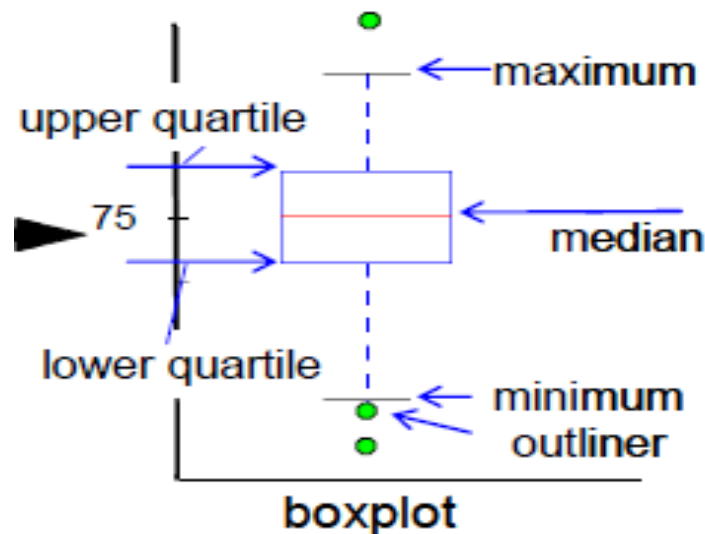 maximum
upper quartile
75
median
lower quartile
minimum
outliner
boxplot